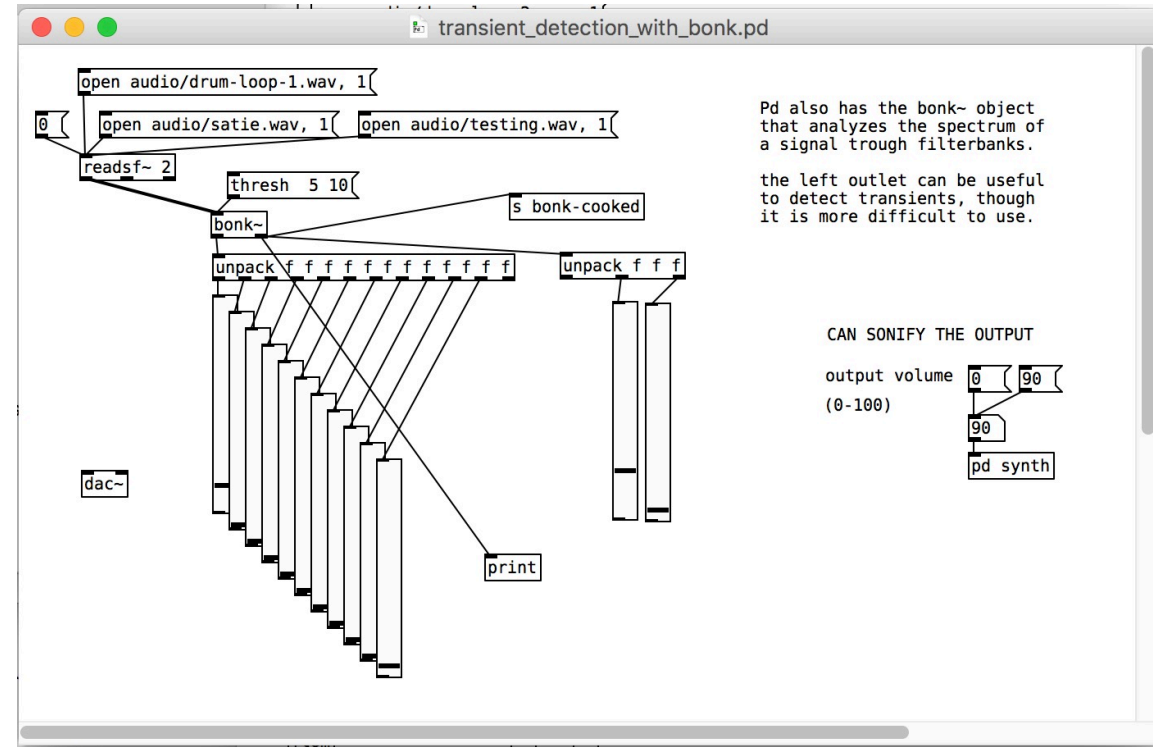 transient_detection_with_bonk.pd
open audio/drum-loop-1.wav, 1
0
open audio/satie.wav, 1
open audio/testing.wav, 1
readsf~ 2
thresh  5 10
s bonk-cooked
bonk~
unpack f f f f f f f f f f f f
unpack f f f
Pd also has the bonk~ object
that analyzes the spectrum of
a signal trough filterbanks.
the left outlet can be useful
to detect transients, though
it is more difficult to use.
CAN SONIFY THE OUTPUT
output volume
0
90
(0-100)
90
pd synth
dac~
print